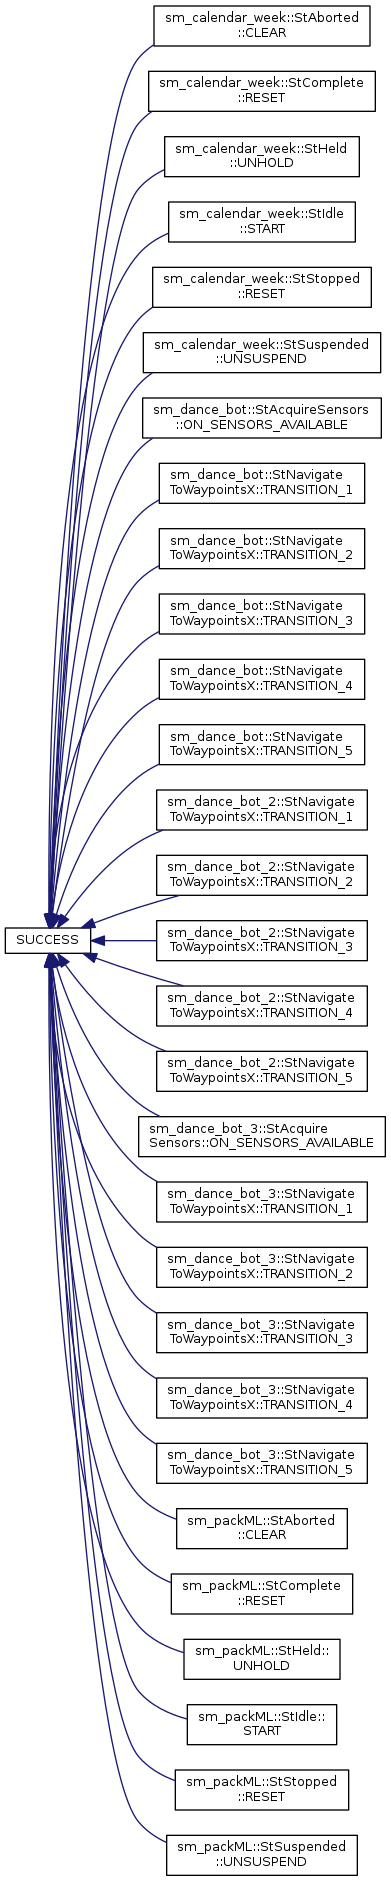 sm_calendar_week::StAborted
::CLEAR
sm_calendar_week::StComplete
::RESET
sm_calendar_week::StHeld
::UNHOLD
sm_calendar_week::StIdle
::START
sm_calendar_week::StStopped
::RESET
sm_calendar_week::StSuspended
::UNSUSPEND
sm_dance_bot::StAcquireSensors
::ON_SENSORS_AVAILABLE
sm_dance_bot::StNavigate
ToWaypointsX::TRANSITION_1
sm_dance_bot::StNavigate
ToWaypointsX::TRANSITION_2
sm_dance_bot::StNavigate
ToWaypointsX::TRANSITION_3
sm_dance_bot::StNavigate
ToWaypointsX::TRANSITION_4
sm_dance_bot::StNavigate
ToWaypointsX::TRANSITION_5
sm_dance_bot_2::StNavigate
ToWaypointsX::TRANSITION_1
sm_dance_bot_2::StNavigate
ToWaypointsX::TRANSITION_2
SUCCESS
sm_dance_bot_2::StNavigate
ToWaypointsX::TRANSITION_3
sm_dance_bot_2::StNavigate
ToWaypointsX::TRANSITION_4
sm_dance_bot_2::StNavigate
ToWaypointsX::TRANSITION_5
sm_dance_bot_3::StAcquire
Sensors::ON_SENSORS_AVAILABLE
sm_dance_bot_3::StNavigate
ToWaypointsX::TRANSITION_1
sm_dance_bot_3::StNavigate
ToWaypointsX::TRANSITION_2
sm_dance_bot_3::StNavigate
ToWaypointsX::TRANSITION_3
sm_dance_bot_3::StNavigate
ToWaypointsX::TRANSITION_4
sm_dance_bot_3::StNavigate
ToWaypointsX::TRANSITION_5
sm_packML::StAborted
::CLEAR
sm_packML::StComplete
::RESET
sm_packML::StHeld::
UNHOLD
sm_packML::StIdle::
START
sm_packML::StStopped
::RESET
sm_packML::StSuspended
::UNSUSPEND